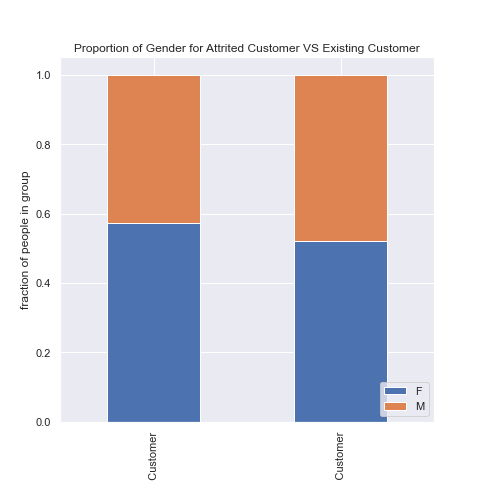 Proportion of Gender for Attrited Customer VS Existing Customer
fraction of people in group
1.0
0.8
0.6
0.4
0.2
0.0
F
M
Customer
Customer